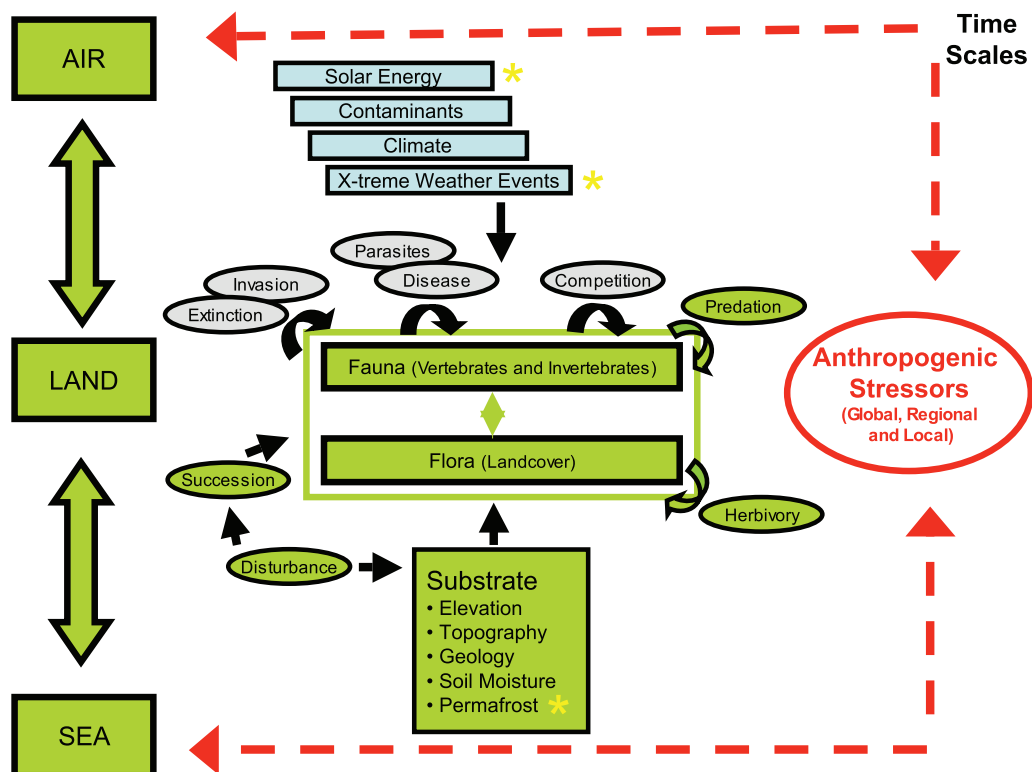 AIR
Time
Scales
Solar Energy *
Contaminants
Climate
X-treme Weather Events *
Parasites
Disease
Invasion
Extinction
Competition
Predation
LAND
Fauna (Vertebrates and Invertebrates)
Anthropogenic
Stressors
(Global, Regional
and Local)
Flora (Landcover)
Succession
Herbivory
Disturbance
Substrate
• Elevation
• Topography
• Geology
• Soil Moisture
• Permafrost *
SEA